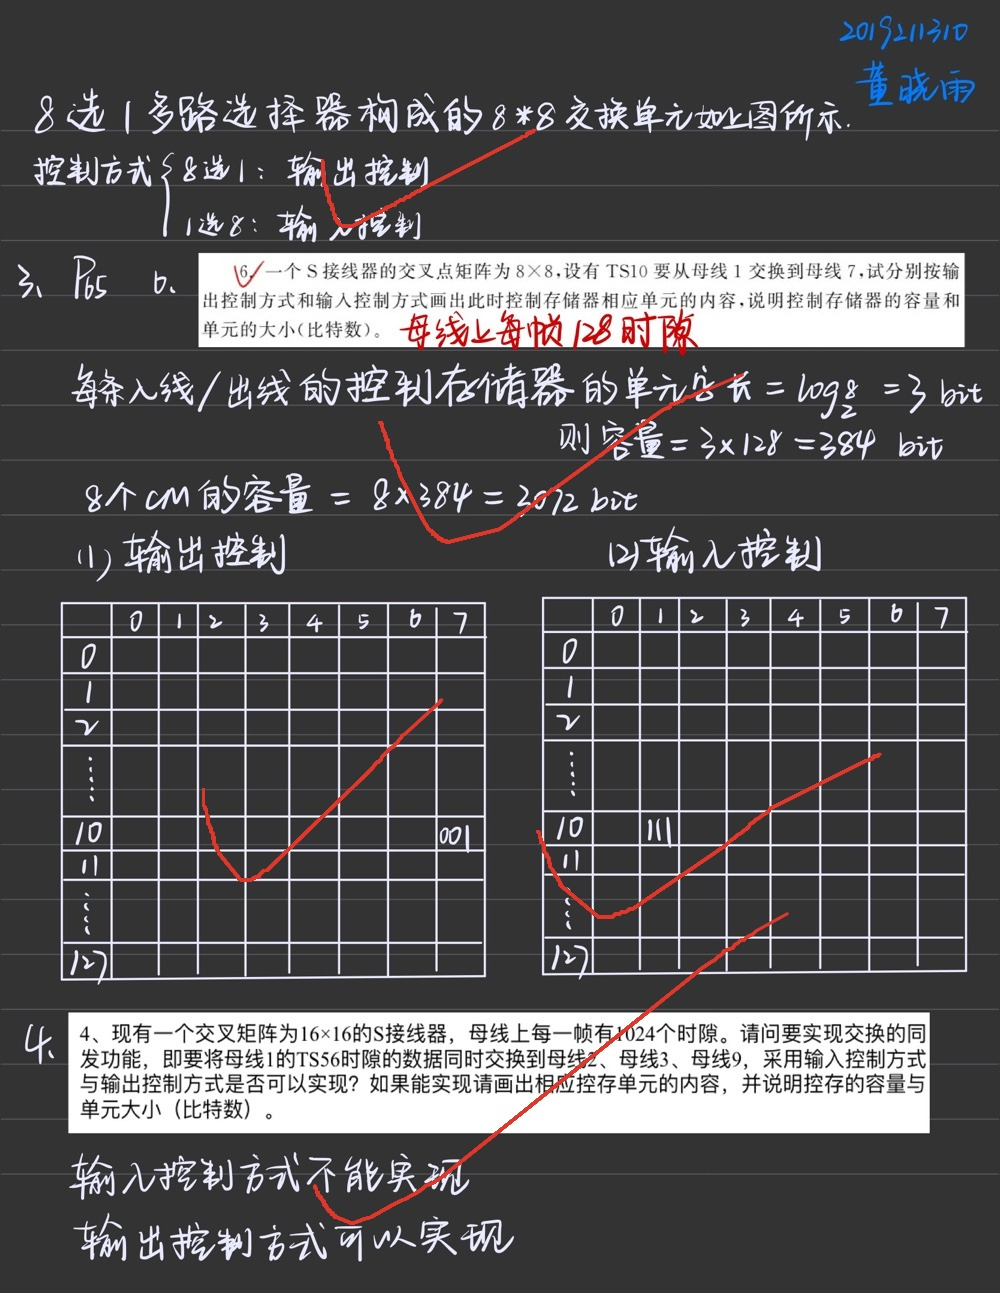 2019211310
董晓雨
8选1多路选择器构成的8*8交换单元如上图所示.
控制方式{8选1：输出控制
1选8：输入控制
3、P65 6、
6. 一个 S 接线器的交叉点矩阵为 8×8,设有 TS10 要从母线 1 交换到母线 7,试分别按输
出控制方式和输入控制方式画出此时控制存储器相应单元的内容,说明控制存储器的容量和
单元的大小(比特数)。 母线上每帧128时隙
每条入线/出线的控制存储器的单元字长=log₂8=3 bit
则容量=3×128=384 bit
8个CM的容量=8×384=3072 bit
(1)输出控制 (2)输入控制
0 1 2 3 4 5 6 7
0
1
2
……
10 001
11
……
127
0 1 2 3 4 5 6 7
0
1
2
……
10 111
11
……
127
4、
4、现有一个交叉矩阵为16×16的S接线器，母线上每一帧有1024个时隙。请问要实现交换的同
发功能，即要将母线1的TS56时隙的数据同时交换到母线2、母线3、母线9，采用输入控制方式
与输出控制方式是否可以实现？如果能实现请画出相应控存单元的内容，并说明控存的容量与
单元大小（比特数）。
输入控制方式不能实现
输出控制方式可以实现